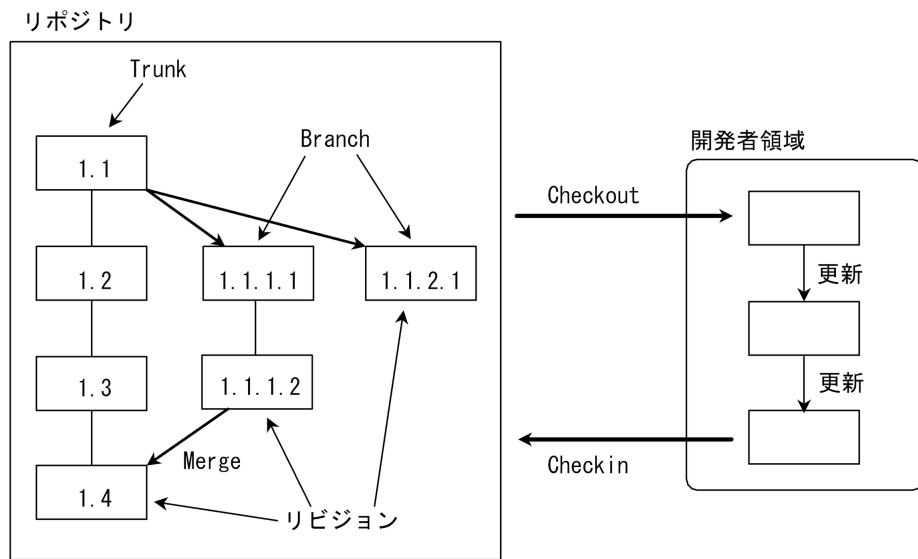 リポジトリ
Trunk
Branch
1.1
1.2
1.1.1.1
1.1.2.1
1.3
1.1.1.2
Merge
1.4
リビジョン
Checkout
Checkin
開発者領域
更新
更新